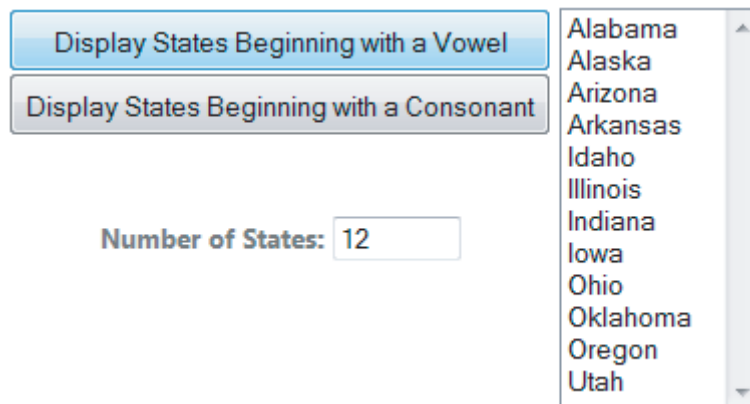 Display States Beginning with a Vowel
Display States Beginning with a Consonant
Number of States: 12
Alabama
Alaska
Arizona
Arkansas
Idaho
Illinois
Indiana
Iowa
Ohio
Oklahoma
Oregon
Utah